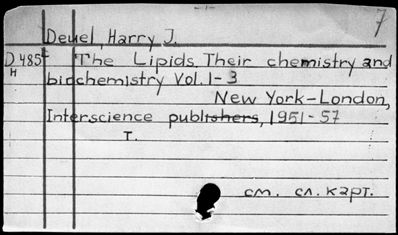 7
Deuel, Harry J.
D485 The Lipids Their chemistry and
H biochemistry Vol. 1-3
New York-London,
Interscience publishers, 1951-57
T.
см. сл. карт.